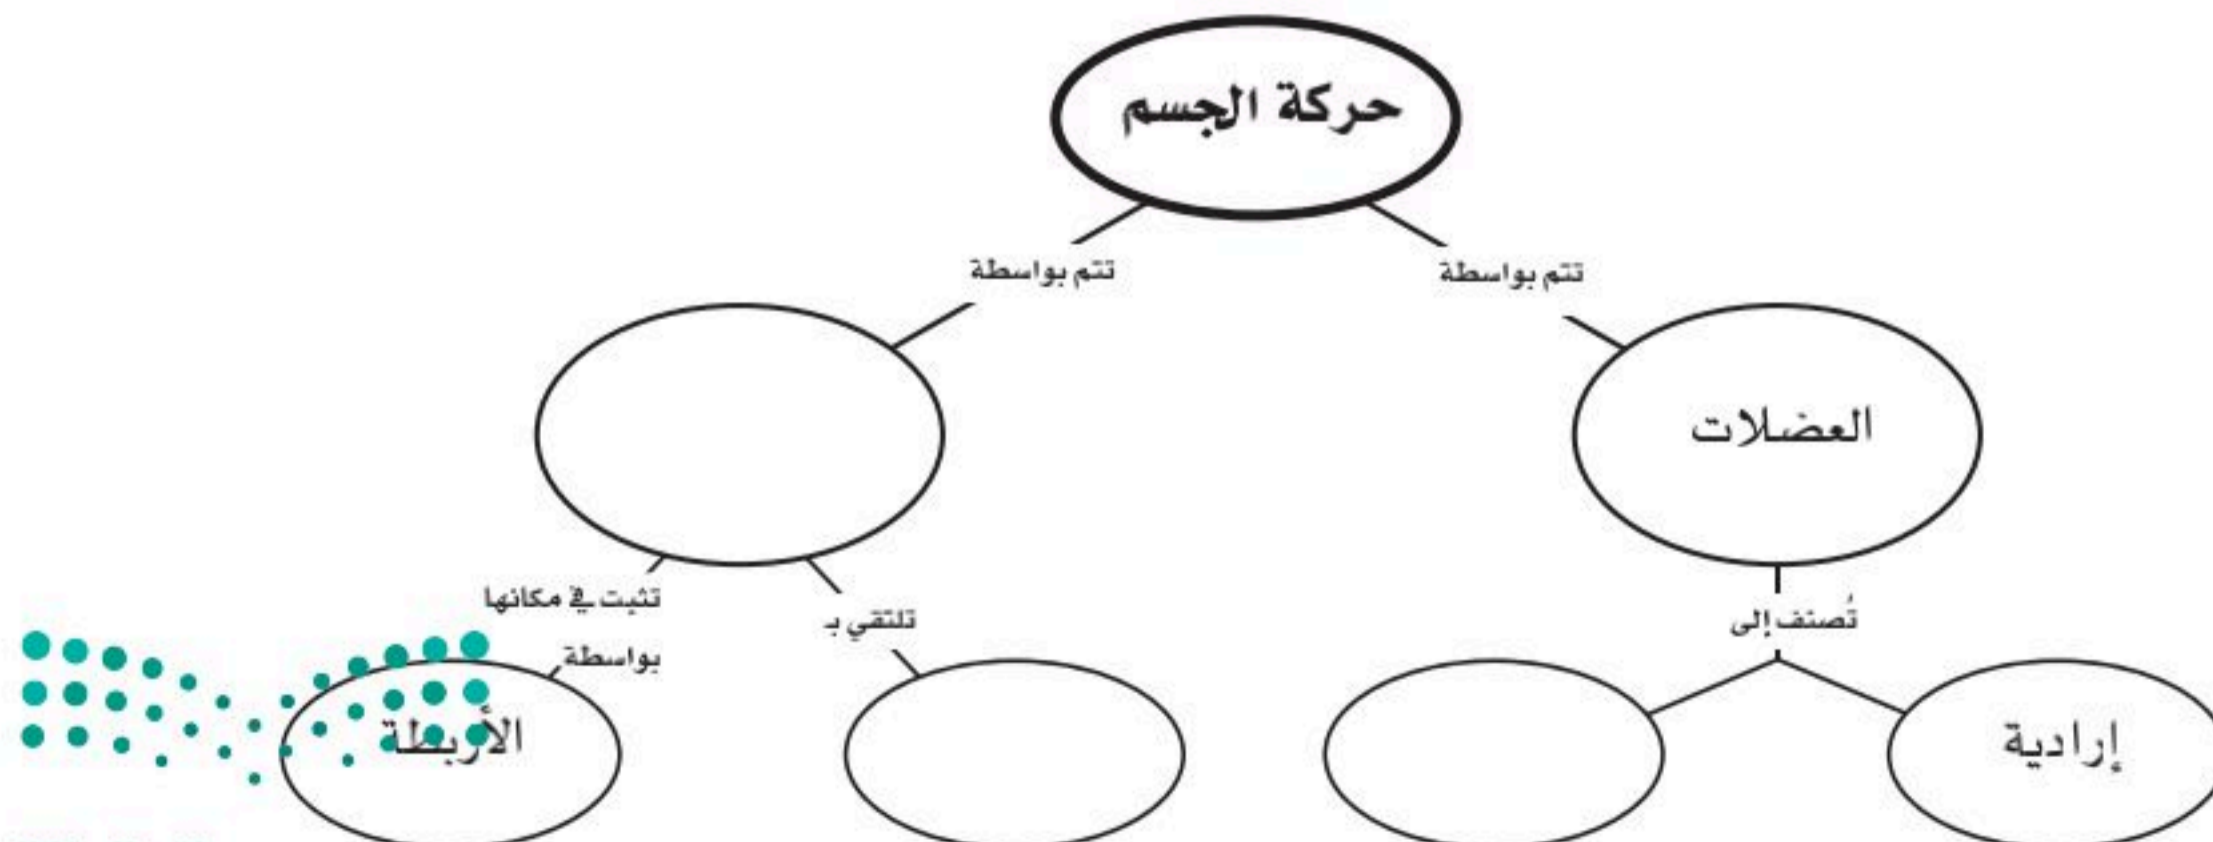 حركة الجسم
تتم بواسطة
تتم بواسطة
العضلات
تُصنف إلى
تلتقي بـ
تثبت في مكانها
بواسطة
إرادية
الأربطة